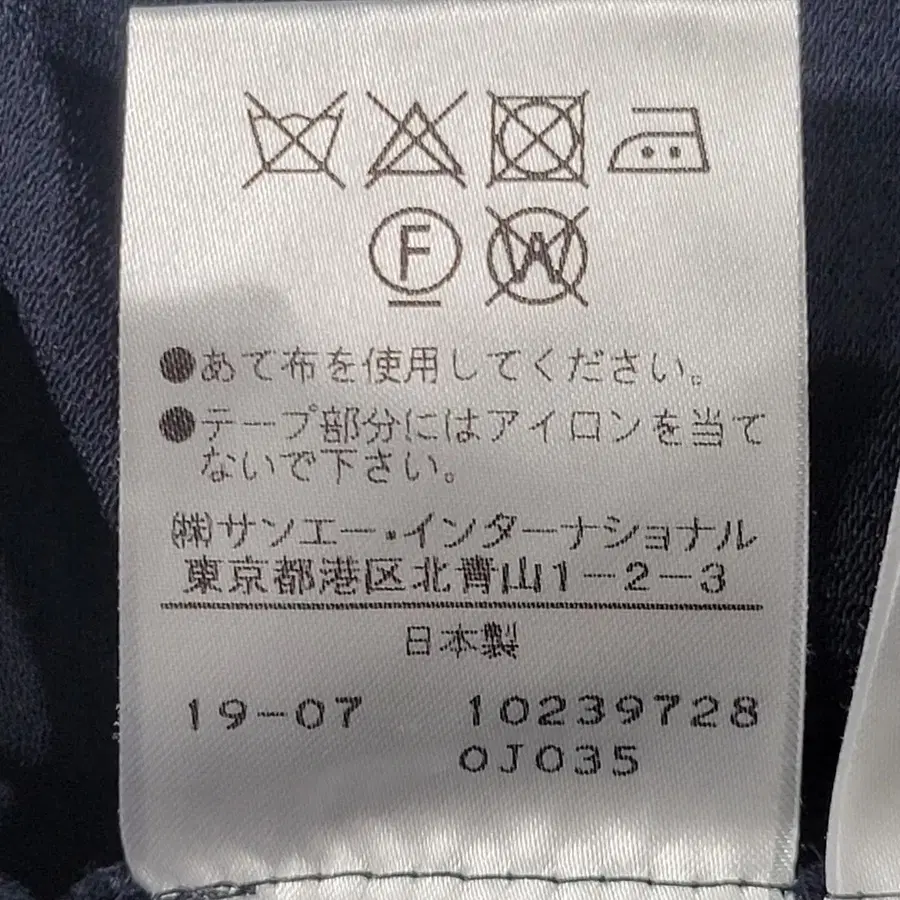 F W
●あて布を使用してください。
●テープ部分にはアイロンを当て
ないで下さい。
㈱サンエー・インターナショナル
東京都港区北青山1-2-3
日本製
19-07 10239728
0J035